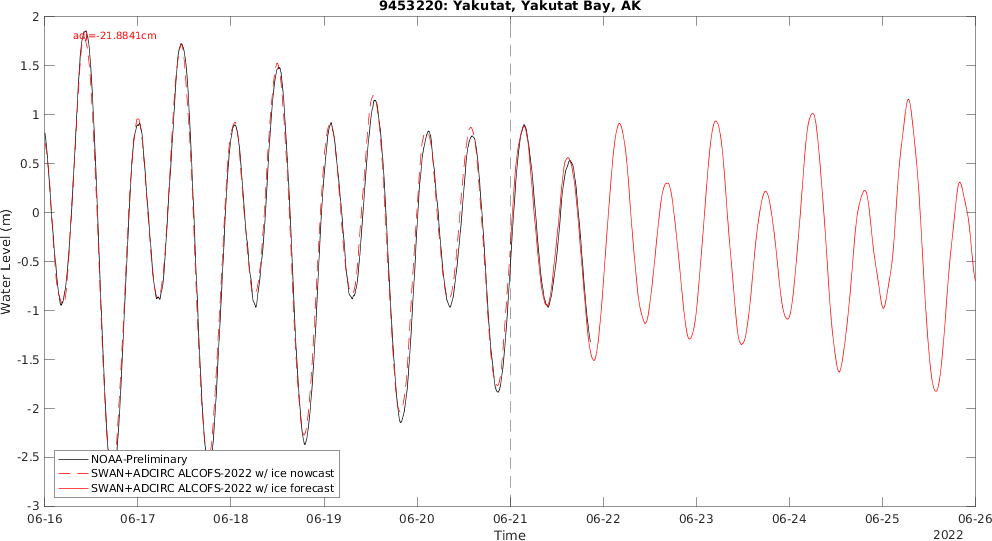 9453220: Yakutat, Yakutat Bay, AK
adj=-21.8841cm
Water Level (m)
2
1.5
1
0.5
0
-0.5
-1
-1.5
-2
-2.5
-3
NOAA-Preliminary
SWAN+ADCIRC ALCOFS-2022 w/ ice nowcast
SWAN+ADCIRC ALCOFS-2022 w/ ice forecast
06-16 06-17 06-18 06-19 06-20 06-21 06-22 06-23 06-24 06-25 06-26
Time
2022